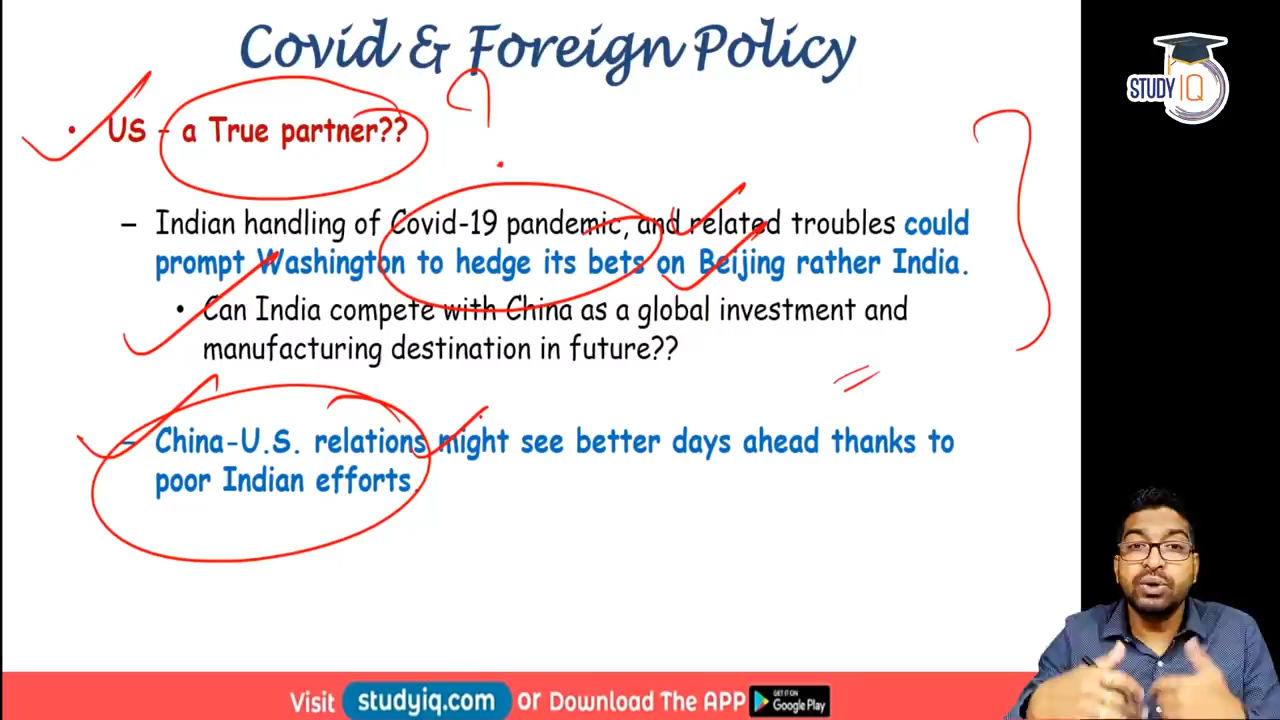 Covid & Foreign Policy
STUDY IQ
• US - a True partner??
– Indian handling of Covid-19 pandemic, and related troubles could
prompt Washington to hedge its bets on Beijing rather India.
• Can India compete with China as a global investment and
manufacturing destination in future??
– China-U.S. relations might see better days ahead thanks to
poor Indian efforts.
Visit studyiq.com or Download The APP GET IT ON Google Play